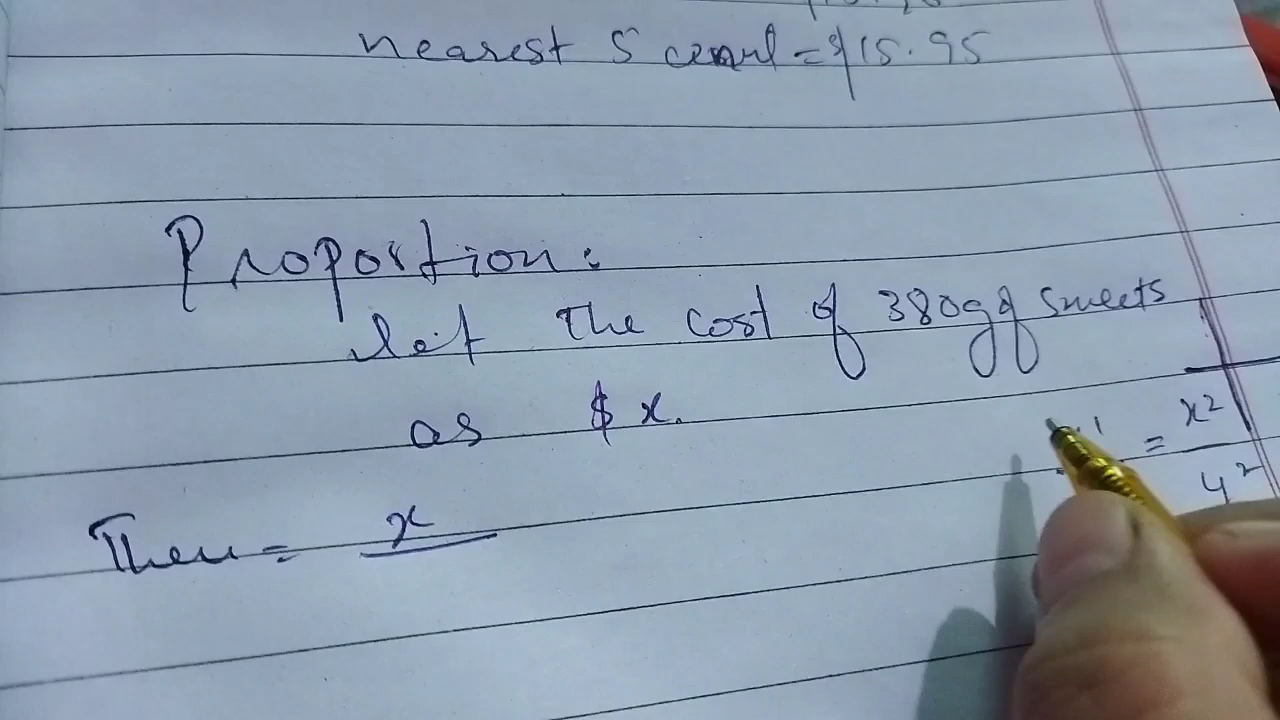 nearest 5 cent = $15.95
Proportion:
let the cost of 380g of sweets
as $ x.
= x2
42
Then = x